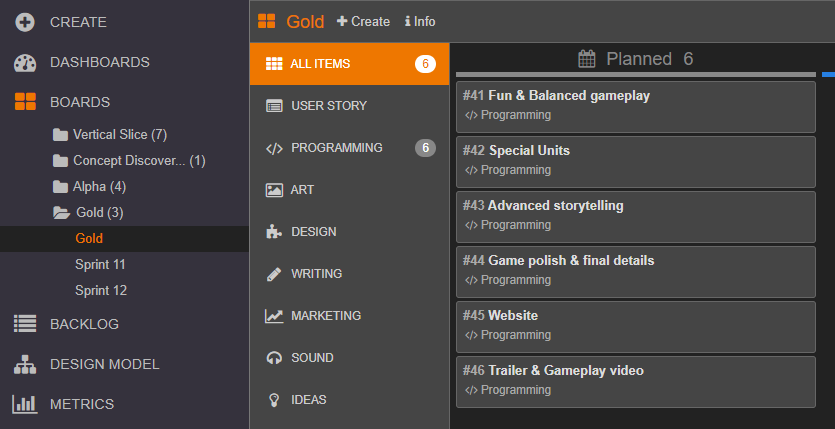 CREATE
DASHBOARDS
BOARDS
Vertical Slice (7)
Concept Discover... (1)
Alpha (4)
Gold (3)
Gold
Sprint 11
Sprint 12
BACKLOG
DESIGN MODEL
METRICS
Gold Create Info
ALL ITEMS 6
USER STORY
PROGRAMMING 6
ART
DESIGN
WRITING
MARKETING
SOUND
IDEAS
Planned 6
#41 Fun & Balanced gameplay
Programming
#42 Special Units
Programming
#43 Advanced storytelling
Programming
#44 Game polish & final details
Programming
#45 Website
Programming
#46 Trailer & Gameplay video
Programming